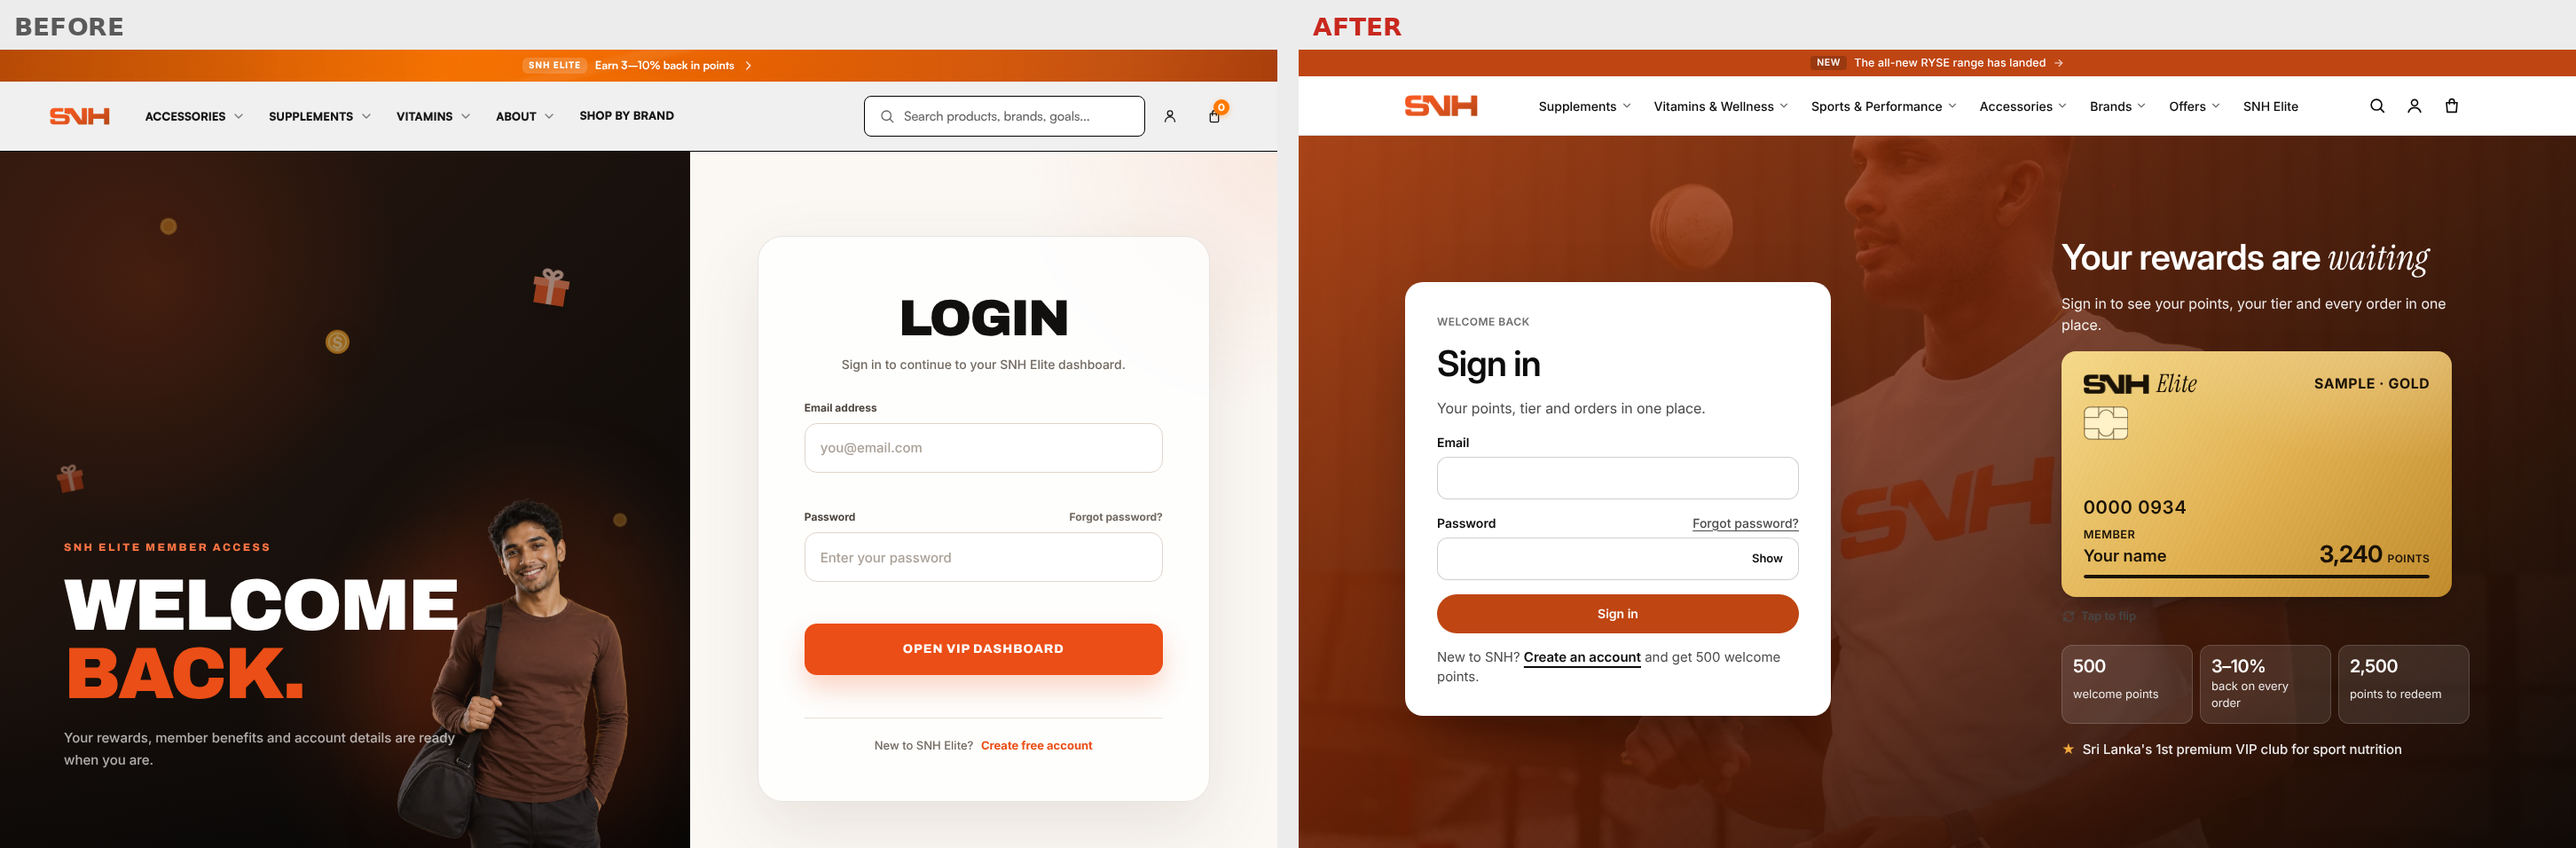 BEFORE
SNH ELITE Earn 3–10% back in points
SNH
ACCESSORIES
SUPPLEMENTS
VITAMINS
ABOUT
SHOP BY BRAND
Search products, brands, goals...
0
SNH ELITE MEMBER ACCESS
WELCOME
BACK.
Your rewards, member benefits and account details are ready
when you are.
LOGIN
Sign in to continue to your SNH Elite dashboard.
Email address
you@email.com
Password
Forgot password?
Enter your password
OPEN VIP DASHBOARD
New to SNH Elite? Create free account
AFTER
NEW The all-new RYSE range has landed →
SNH
Supplements
Vitamins & Wellness
Sports & Performance
Accessories
Brands
Offers
SNH Elite
WELCOME BACK
Sign in
Your points, tier and orders in one place.
Email
Password
Forgot password?
Show
Sign in
New to SNH? Create an account and get 500 welcome
points.
SNH
Your rewards are waiting
Sign in to see your points, your tier and every order in one
place.
SNH Elite
SAMPLE · GOLD
0000 0934
MEMBER
Your name
3,240 POINTS
Tap to flip
500
welcome points
3–10%
back on every
order
2,500
points to redeem
★ Sri Lanka's 1st premium VIP club for sport nutrition